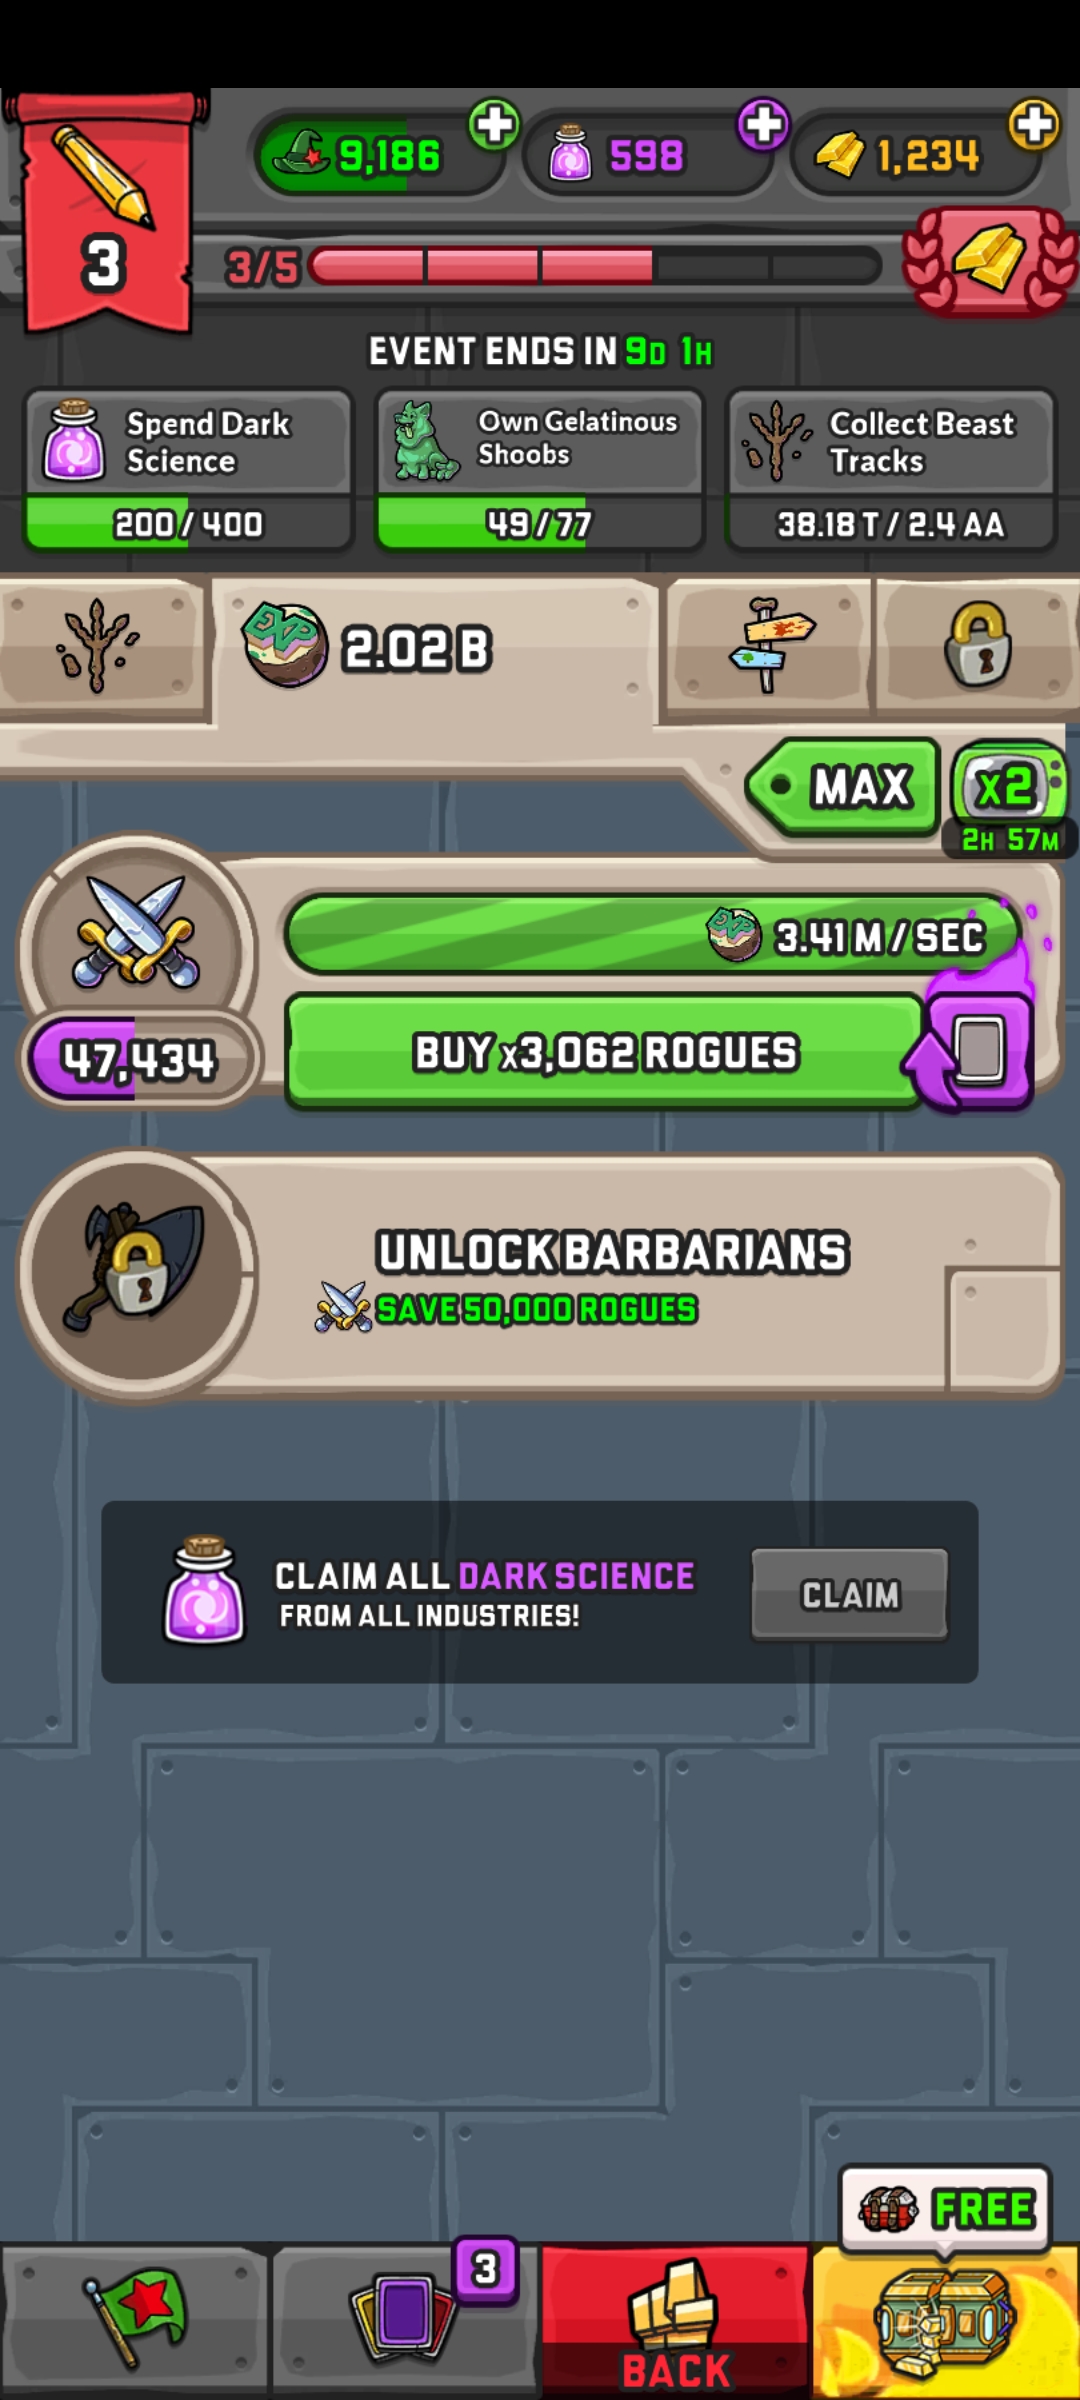 9,186
598
1,234
3
3/5
EVENT ENDS IN 9D 1H
Spend Dark
Science
200 / 400
Own Gelatinous
Shoobs
49 / 77
Collect Beast
Tracks
38.18 T / 2.4 AA
EXP
2.02 B
MAX
x2
2H 57M
EXP
3.41 M / SEC
47,434
BUY x3,062 ROGUES
UNLOCK BARBARIANS
SAVE 50,000 ROGUES
CLAIM ALL DARK SCIENCE
FROM ALL INDUSTRIES!
CLAIM
FREE
3
BACK